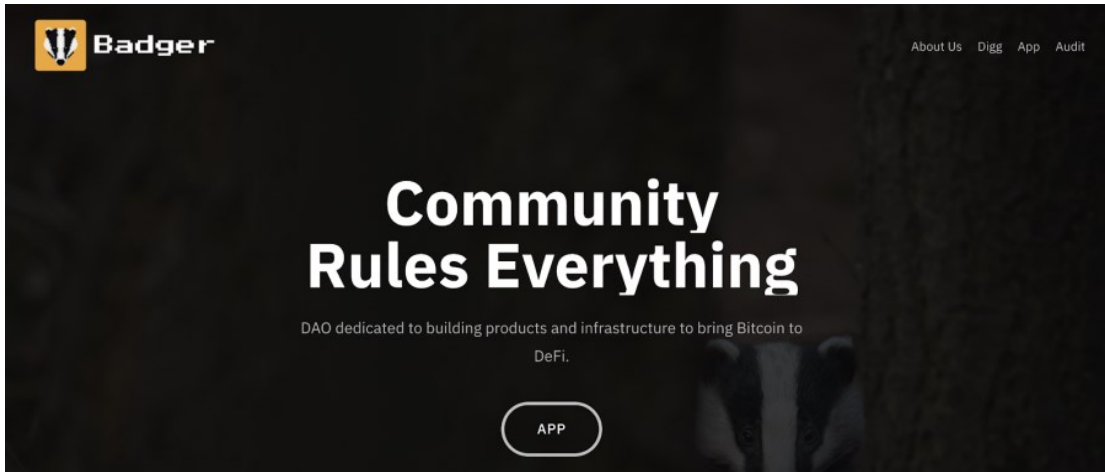 Badger
About Us Digg App Audit
Community
Rules Everything
DAO dedicated to building products and infrastructure to bring Bitcoin to
DeFi.
APP